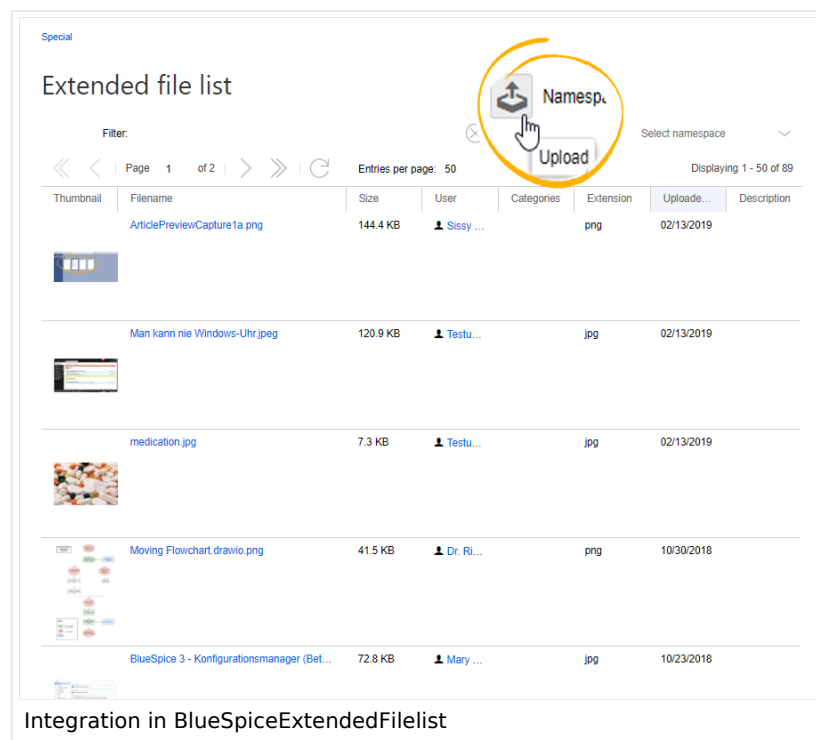 Special
Extended file list
Namespa
Filter:
Select namespace
Upload
Page 1 of 2 Entries per page: 50 Displaying 1 - 50 of 89
Thumbnail Filename Size User Categories Extension Uploade... Description
ArticlePreviewCapture1a.png 144.4 KB Sissy ... png 02/13/2019
Man kann nie Windows-Uhr.jpeg 120.9 KB Testu... jpg 02/13/2019
medication.jpg 7.3 KB Testu... jpg 02/13/2019
Moving Flowchart.drawio.png 41.5 KB Dr. Ri... png 10/30/2018
BlueSpice 3 - Konfigurationsmanager (Bet... 72.8 KB Mary ... jpg 10/23/2018
Integration in BlueSpiceExtendedFilelist